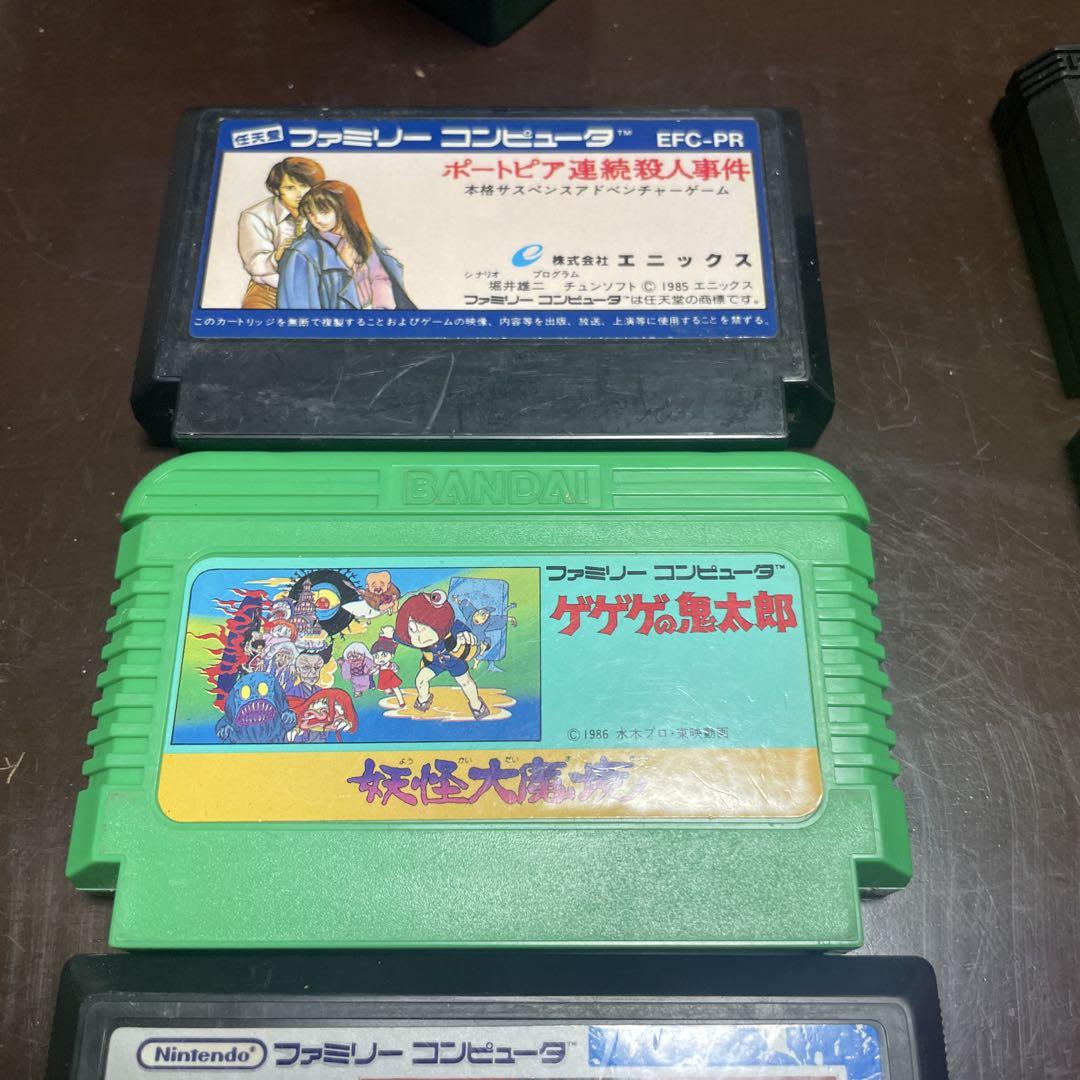 任天堂 ファミリー コンピュータ™ EFC-PR
ポートピア連続殺人事件
本格サスペンスアドベンチャーゲーム
e 株式会社 エニックス
シナリオ プログラム
堀井雄二 チュンソフト © 1985 エニックス
ファミリー コンピュータ™は任天堂の商標です。
このカートリッジを無断で複製することおよびゲームの映像、内容等を出版、放送、上演等に使用することを禁ずる。
BANDAI
ファミリー コンピュータ™
ゲゲゲの鬼太郎
© 1986 水木プロ・東映動画
よう かい だい ま
妖怪大魔境
Nintendo® ファミリー コンピュータ™